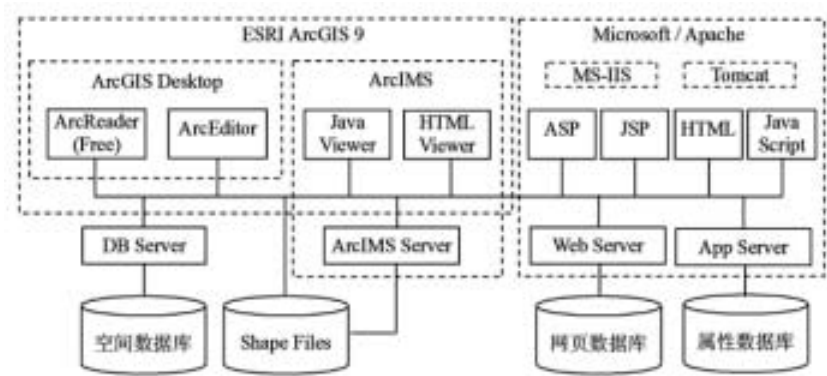 ESRI ArcGIS 9
Microsoft / Apache
ArcGIS Desktop
ArcIMS
MS-IIS
Tomcat
ArcReader
(Free)
ArcEditor
Java
Viewer
HTML
Viewer
ASP
JSP
HTML
Java
Script
DB Server
ArcIMS Server
Web Server
App Server
空间数据库
Shape Files
网页数据库
属性数据库